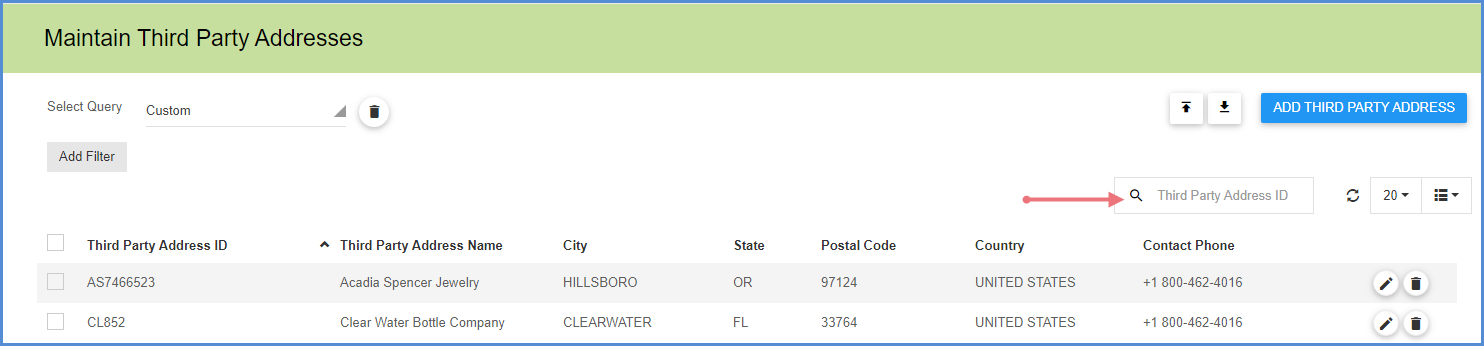 Maintain Third Party Addresses
Select Query Custom ADD THIRD PARTY ADDRESS
Add Filter
Third Party Address ID 20
Third Party Address ID Third Party Address Name City State Postal Code Country Contact Phone
AS7466523 Acadia Spencer Jewelry HILLSBORO OR 97124 UNITED STATES +1 800-462-4016
CL852 Clear Water Bottle Company CLEARWATER FL 33764 UNITED STATES +1 800-462-4016